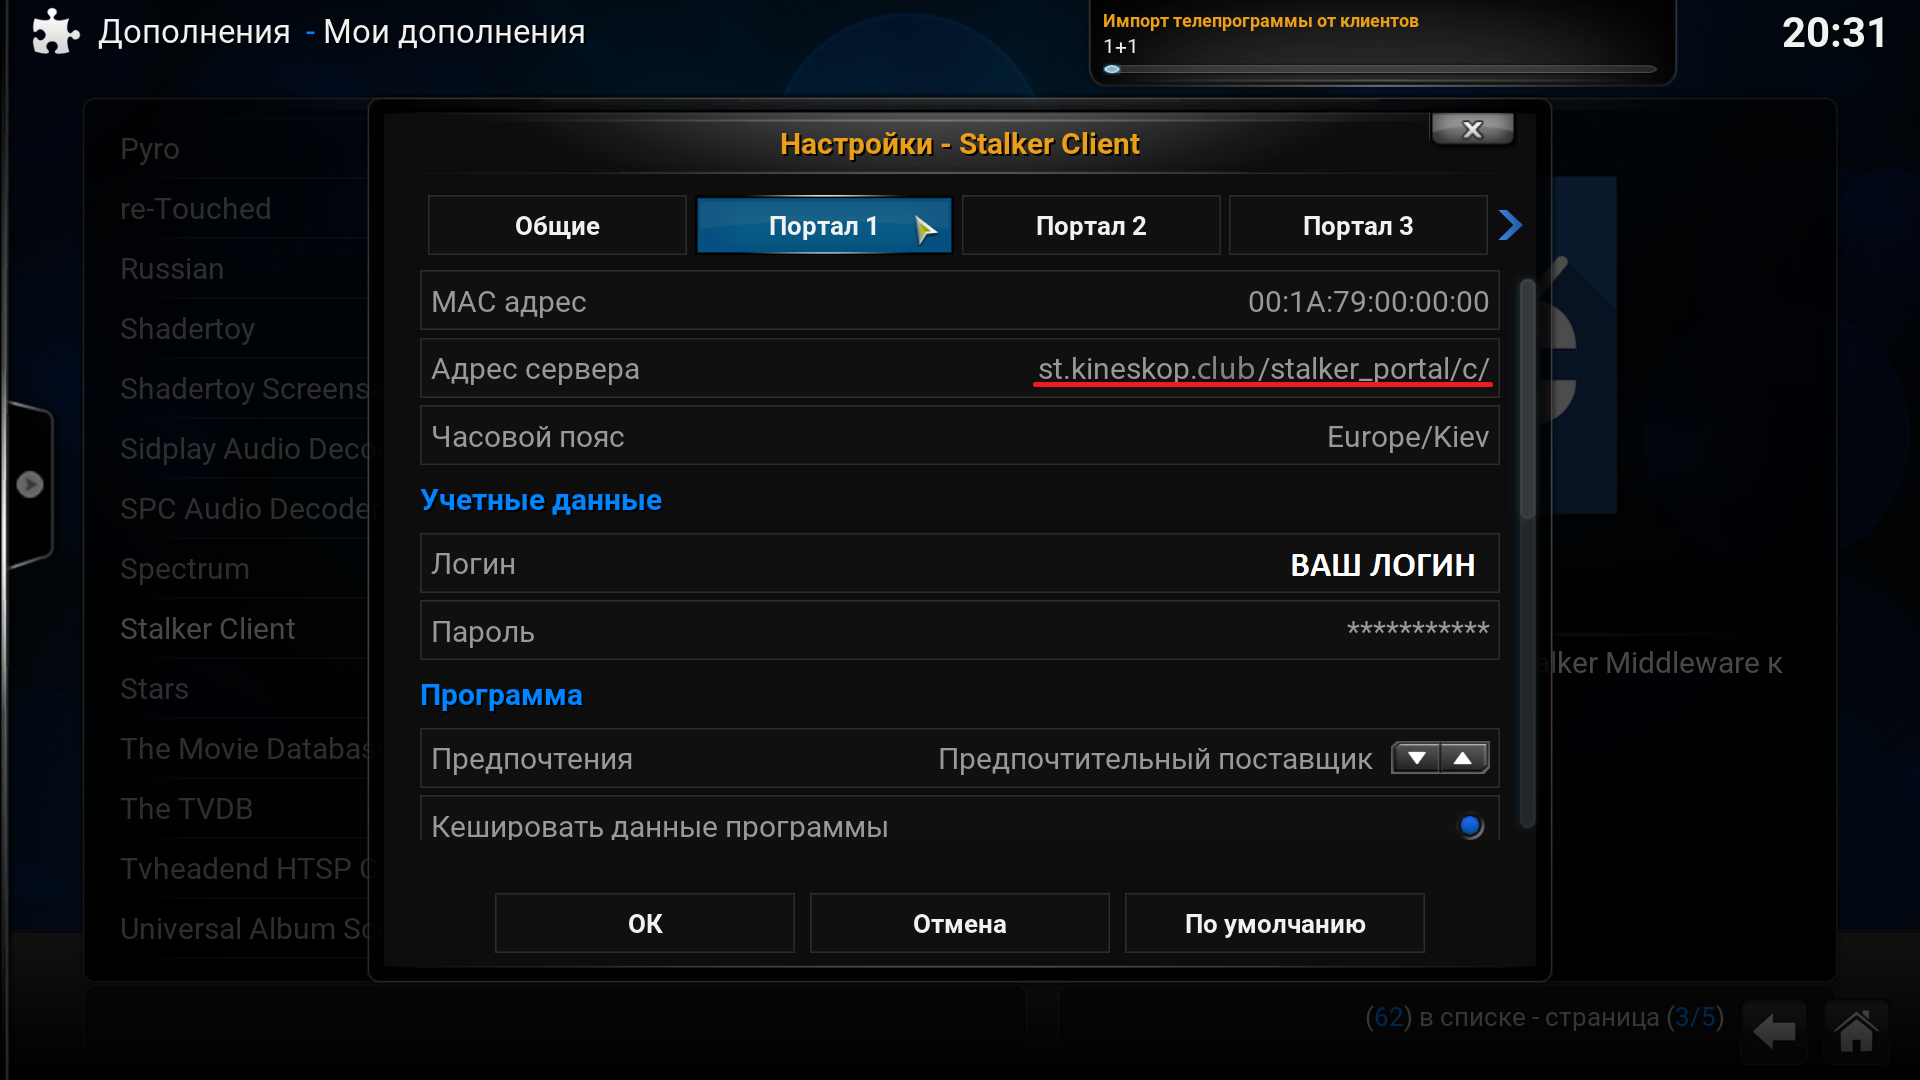 Дополнения - Мои дополнения
Импорт телепрограммы от клиентов
1+1
20:31
Pyro
re-Touched
Russian
Shadertoy
Shadertoy Screensa
Sidplay Audio Deco
SPC Audio Decoder
Spectrum
Stalker Client
Stars
The Movie Databas
The TVDB
Tvheadend HTSP C
Universal Album Sc
Настройки - Stalker Client
x
Общие
Портал 1
Портал 2
Портал 3
MAC адрес 00:1A:79:00:00:00
Адрес сервера st.kineskop.club/stalker_portal/c/
Часовой пояс Europe/Kiev
Учетные данные
Логин ВАШ ЛОГИН
Пароль ***********
Программа
Предпочтения Предпочтительный поставщик
Кешировать данные программы
ОК
Отмена
По умолчанию
alker Middleware к
(62) в списке - страница (3/5)